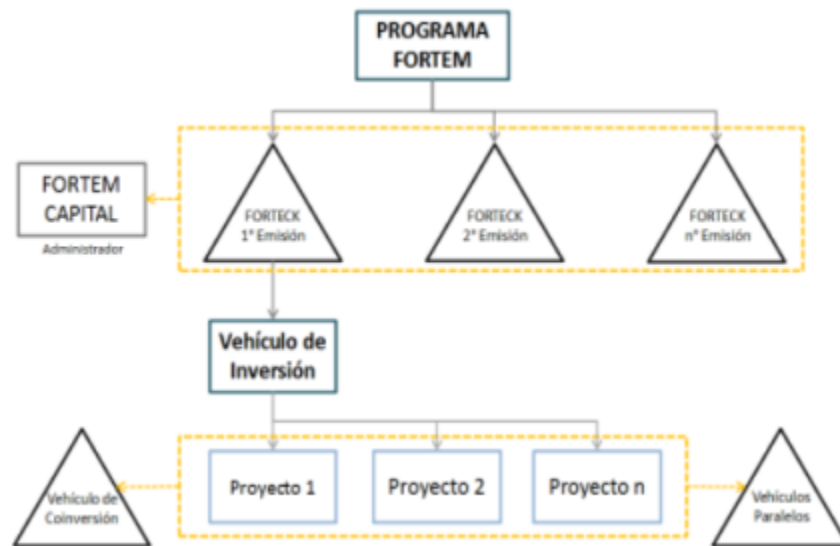 PROGRAMA
FORTEM
FORTEM
CAPITAL
Administrador
FORTECK
1° Emisión
FORTECK
2° Emisión
FORTECK
n° Emisión
Vehículo de
Inversión
Proyecto 1
Proyecto 2
Proyecto n
Vehículo de
Coinversión
Vehículos
Paralelos